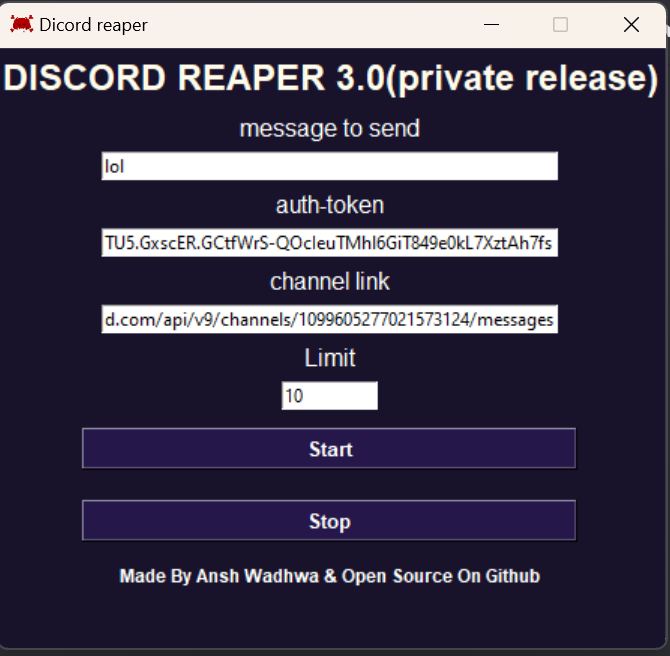 Dicord reaper
DISCORD REAPER 3.0(private release)
message to send
lol
auth-token
TU5.GxscER.GCtfWrS-QOcleuTMhI6GiT849e0kL7XztAh7fs
channel link
d.com/api/v9/channels/1099605277021573124/messages
Limit
10
Start
Stop
Made By Ansh Wadhwa & Open Source On Github